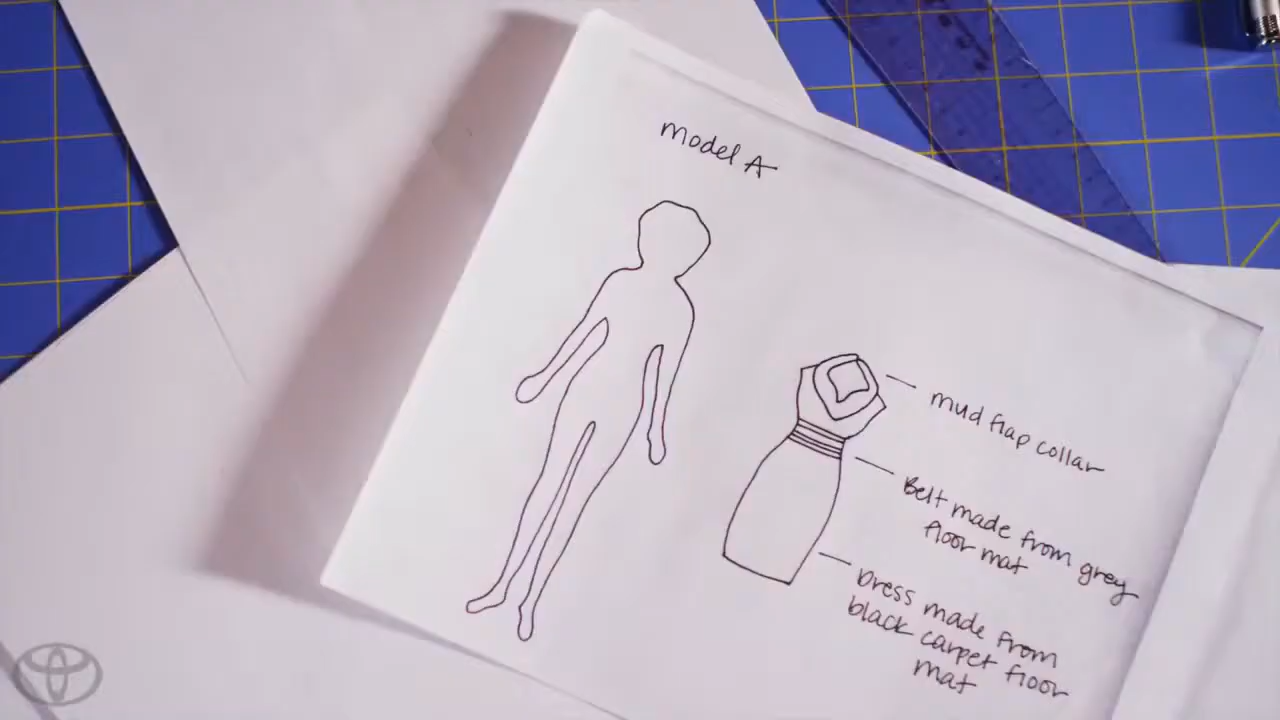 model A
mud flap collar
Belt made from grey
floor mat
Dress made from
black carpet floor
mat